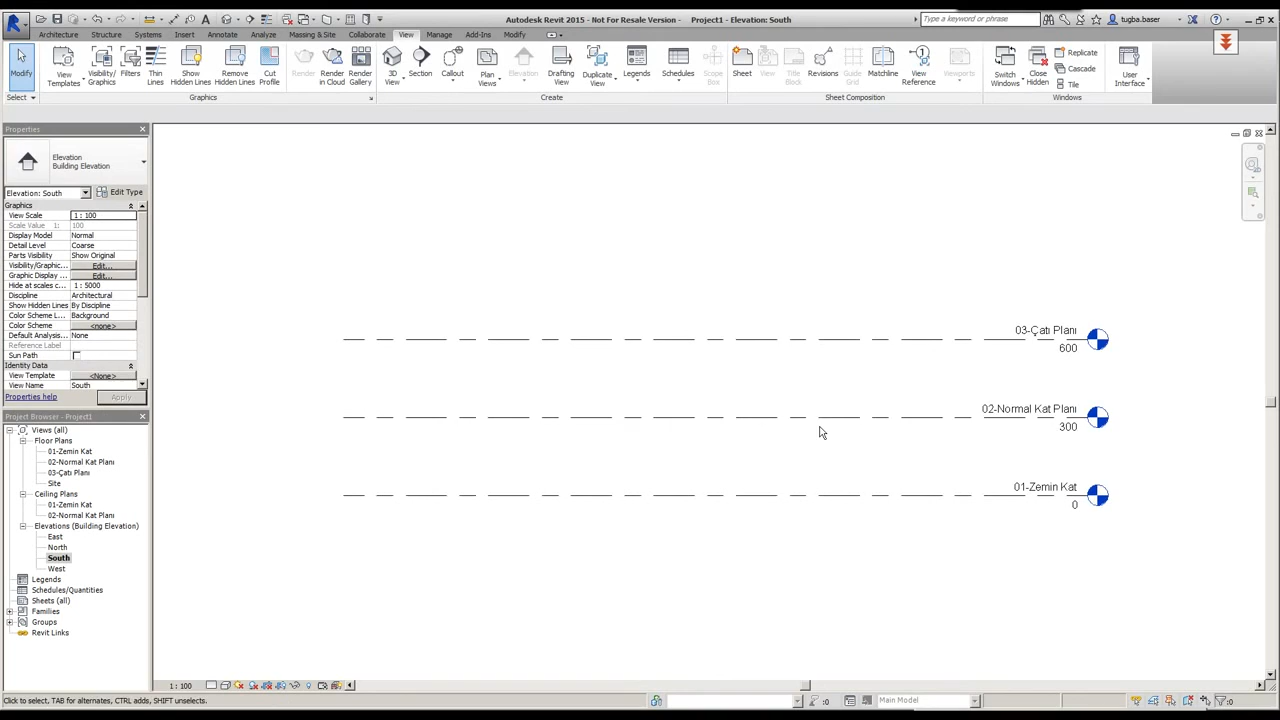 Autodesk Revit 2015 - Not For Resale Version - Project1 - Elevation: South
Type a keyword or phrase
tugba.baser
Architecture Structure Systems Insert Annotate Analyze Massing & Site Collaborate View Manage Add-Ins Modify
Modify
View Templates
Visibility/ Graphics
Filters
Thin Lines
Show Hidden Lines
Remove Hidden Lines
Cut Profile
Render
Render in Cloud
Render Gallery
3D View
Section
Callout
Plan Views
Elevation
Drafting View
Duplicate View
Legends
Schedules
Scope Box
Sheet
View
Title Block
Revisions
Guide Grid
Matchline
View Reference
Viewports
Switch Windows
Close Hidden
Replicate
Cascade
Tile
User Interface
Select
Graphics
Create
Sheet Composition
Windows
Properties
Elevation
Building Elevation
Elevation: South
Edit Type
Graphics
View Scale 1 : 100
Scale Value 1: 100
Display Model Normal
Detail Level Coarse
Parts Visibility Show Original
Visibility/Graphic... Edit...
Graphic Display ... Edit...
Hide at scales c... 1 : 5000
Discipline Architectural
Show Hidden Lines By Discipline
Color Scheme L... Background
Color Scheme <none>
Default Analysis... None
Reference Label
Sun Path
Identity Data
View Template <None>
View Name South
Properties help
Apply
Project Browser - Project1
Views (all)
Floor Plans
01-Zemin Kat
02-Normal Kat Planı
03-Çatı Planı
Site
Ceiling Plans
01-Zemin Kat
02-Normal Kat Planı
Elevations (Building Elevation)
East
North
South
West
Legends
Schedules/Quantities
Sheets (all)
Families
Groups
Revit Links
03-Çatı Planı
600
02-Normal Kat Planı
300
01-Zemin Kat
0
1 : 100
Click to select, TAB for alternates, CTRL adds, SHIFT unselects.
:0
Main Model
:0